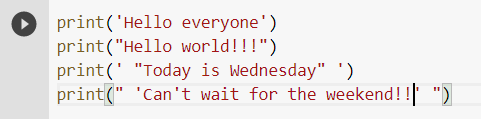 print('Hello everyone')
print("Hello world!!!")
print(' "Today is Wednesday" ')
print(" 'Can't wait for the weekend!!' ")